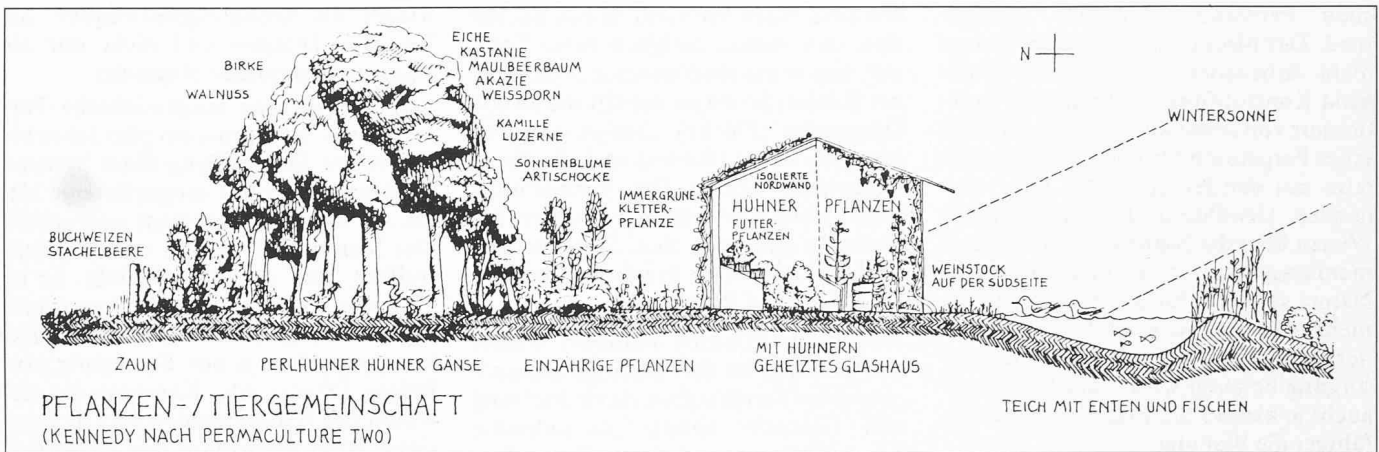 BIRKE
WALNUSS
EICHE
KASTANIE
MAULBEERBAUM
AKAZIE
WEISSDORN
KAMILLE
LUZERNE
SONNENBLUME
ARTISCHOCKE
BUCHWEIZEN
STACHELBEERE
IMMERGRÜNE
KLETTER-
PFLANZE
ISOLIERTE
NORDWAND
HÜHNER
FUTTER-
PFLANZEN
PFLANZEN
N
WINTERSONNE
WEINSTOCK
AUF DER SÜDSEITE
ZAUN
PERLHÜHNER HÜHNER GÄNSE
EINJÄHRIGE PFLANZEN
MIT HÜHNERN
GEHEIZTES GLASHAUS
TEICH MIT ENTEN UND FISCHEN
PFLANZEN-/TIERGEMEINSCHAFT
(KENNEDY NACH PERMACULTURE TWO)